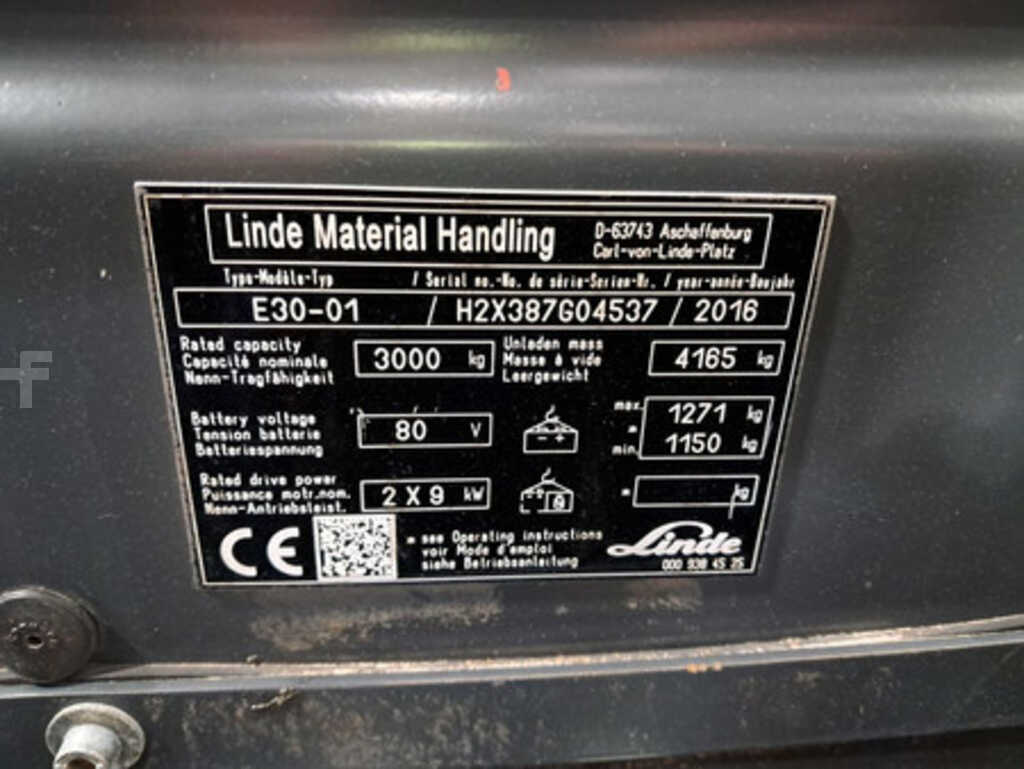 Linde Material Handling
D-63743 Aschaffenburg
Carl-von-Linde-Platz
Type-Modèle-Typ / Serial no.-No. de série-Serien-Nr. / year-année-Baujahr
E30-01 / H2X387G04537 / 2016
Rated capacity
Capacité nominale
Nenn-Tragfähigkeit
3000 kg
Unladen mass
Masse à vide
Leergewicht
4165 kg
Battery voltage
Tension batterie
Batteriespannung
80 V
- +
max. 1271 kg
*
min. 1150 kg
Rated drive power
Puissance motr.nom.
Nenn-Antriebsleist.
2 X 9 kW
* kg
CE
* see Operating instructions
voir Mode d'emploi
siehe Betriebsanleitung
Linde
000 938 45 25
f